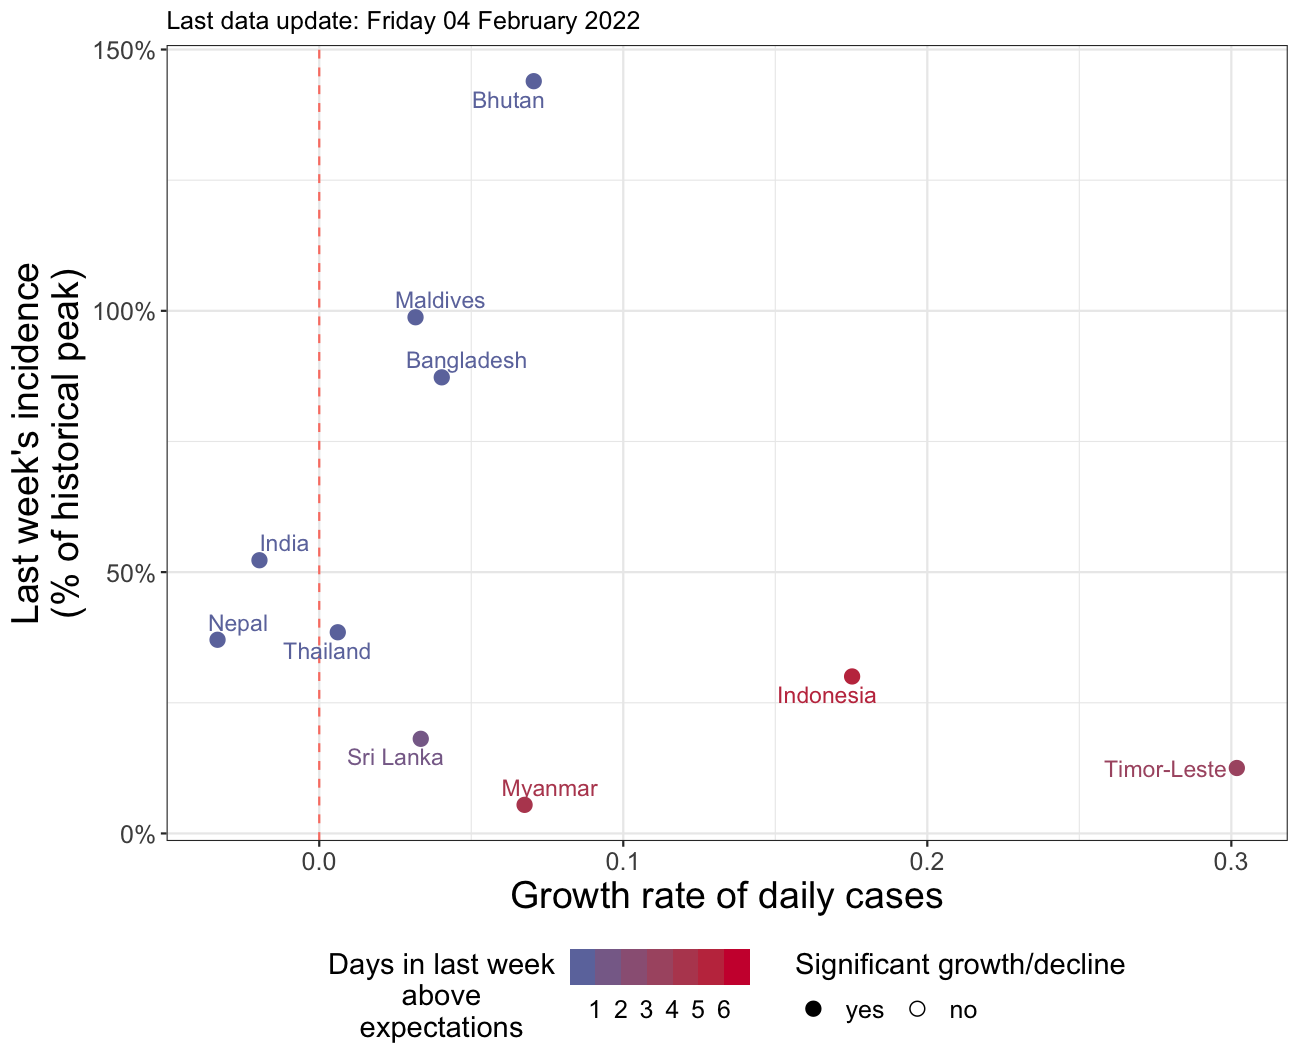 Last data update: Friday 04 February 2022
150%
Bhutan
Last week's incidence
(% of historical peak)
Maldives
100%
Bangladesh
India
50%
Nepal
Thailand
Indonesia
Sri Lanka
Timor-Leste
Myanmar
0%
0.0 0.1 0.2 0.3
Growth rate of daily cases
Days in last week
above
expectations
1 2 3 4 5 6
Significant growth/decline
yes no